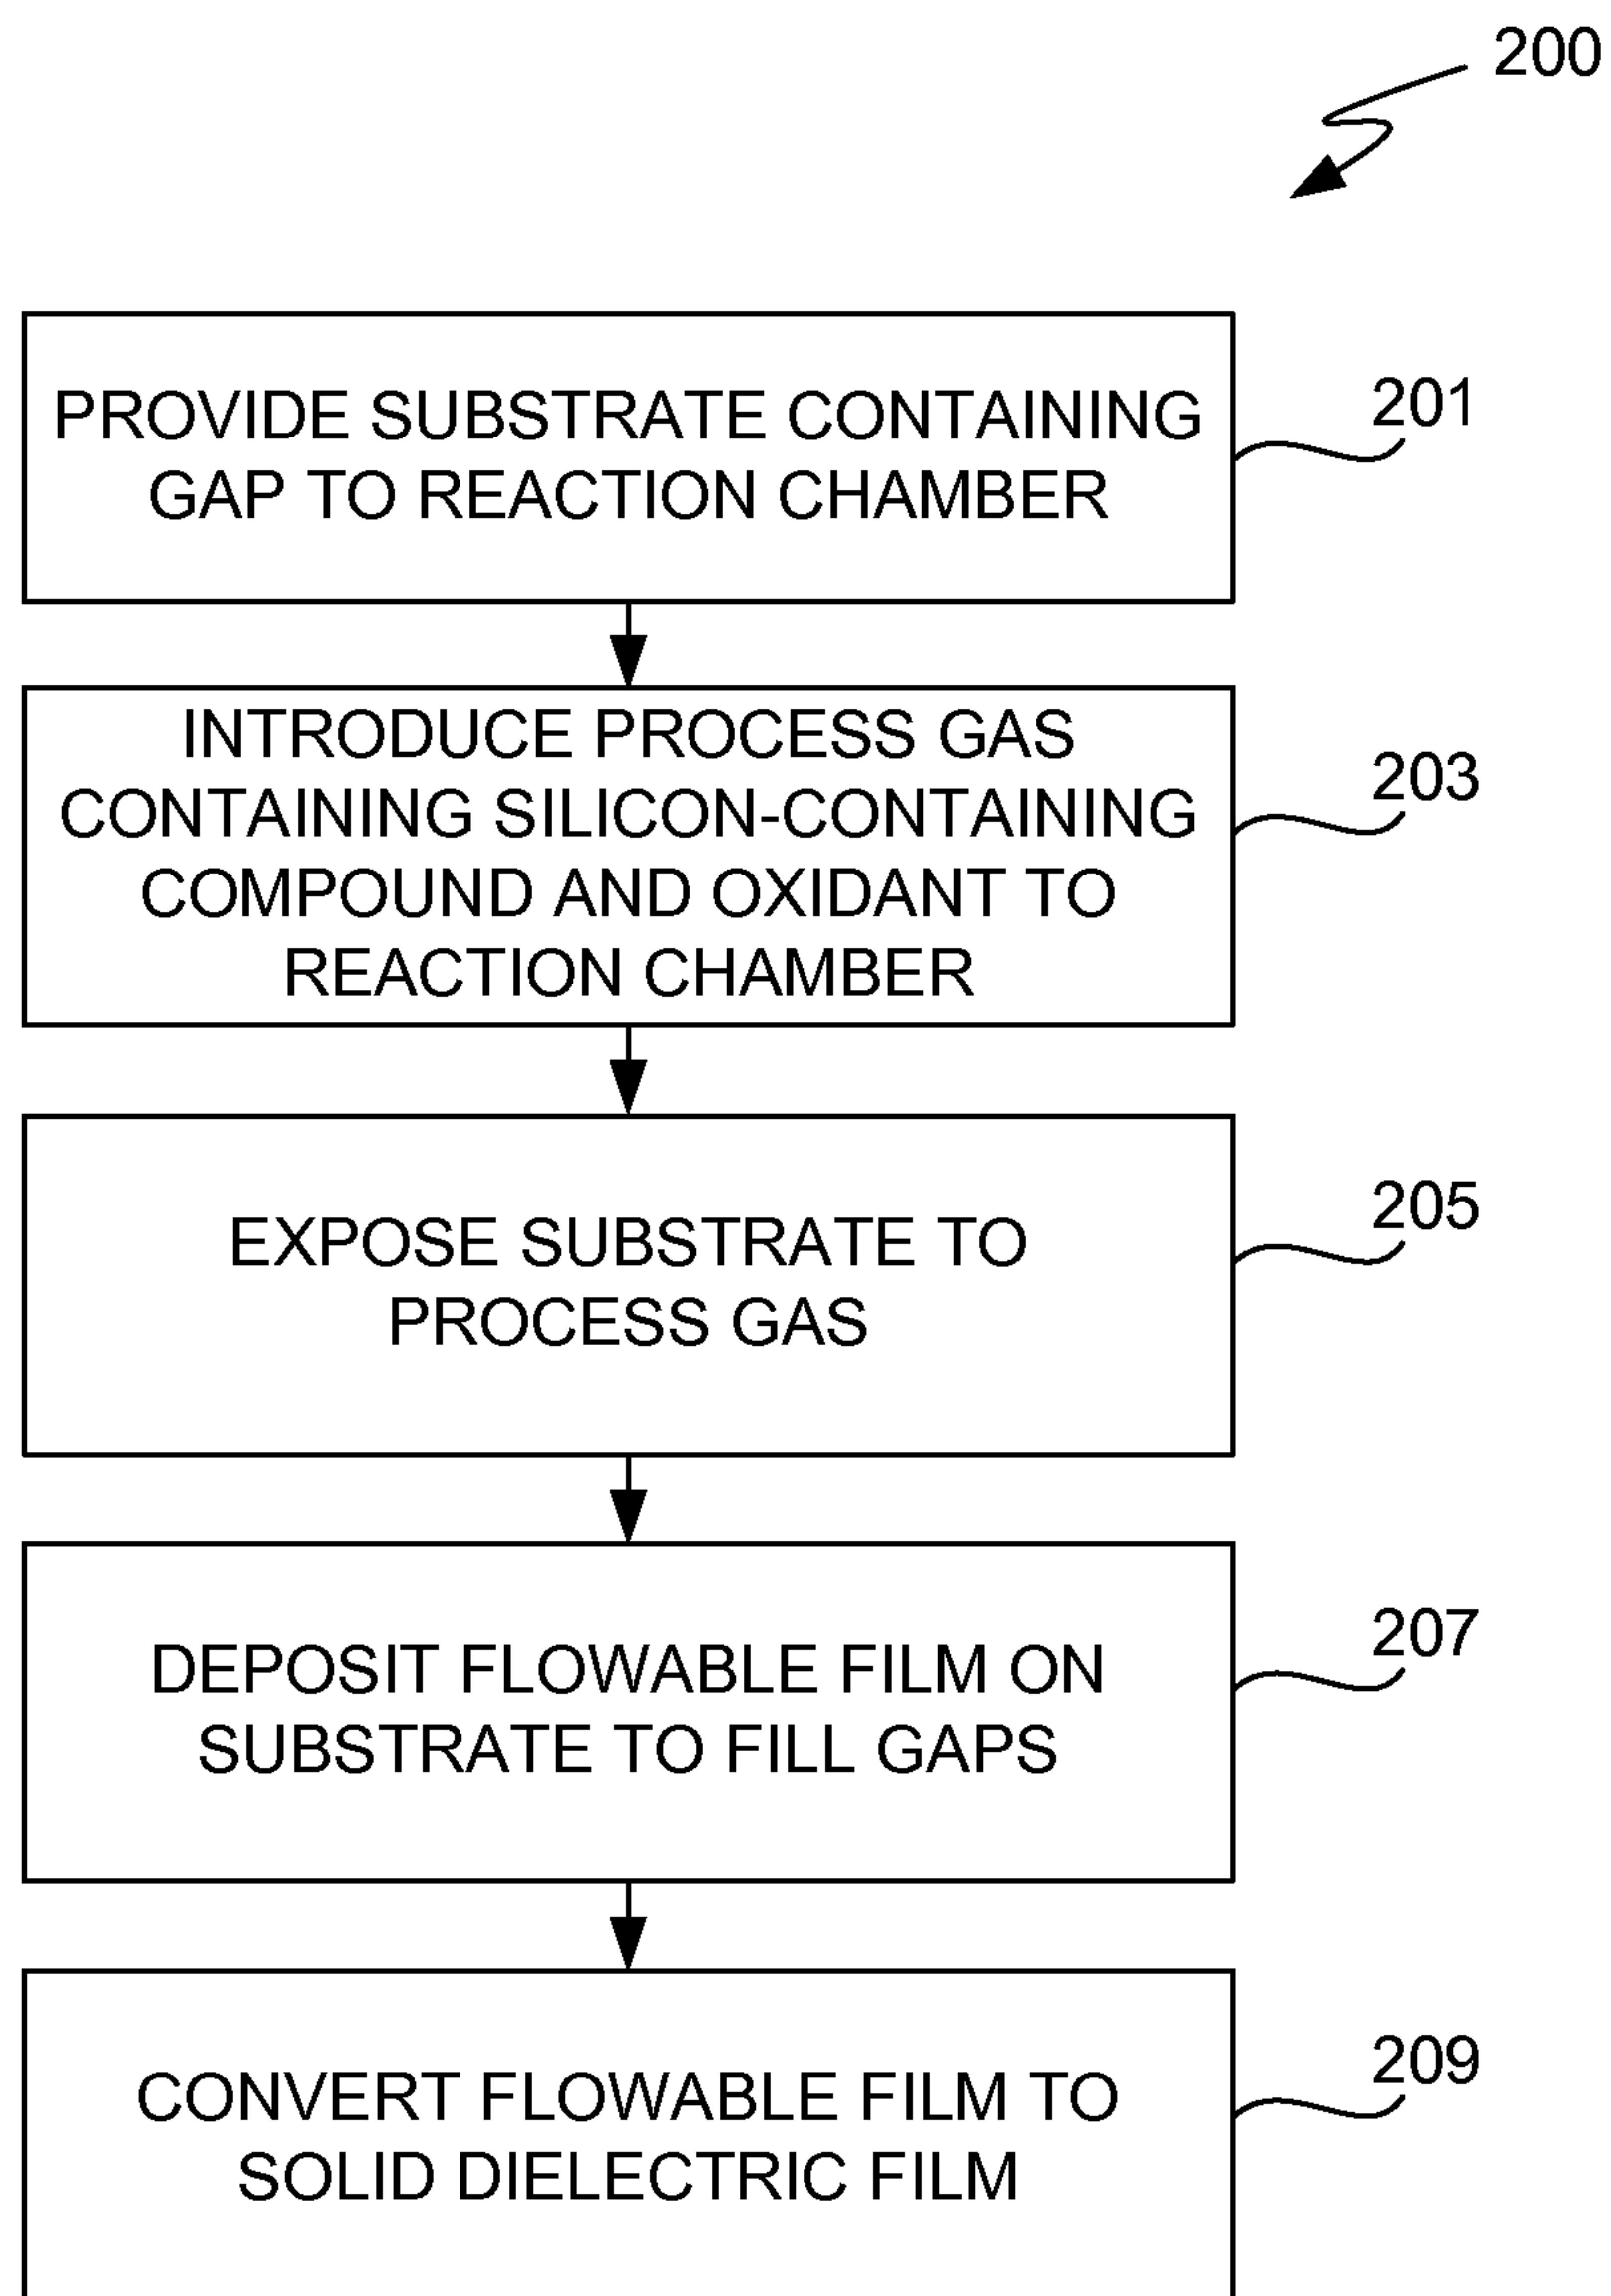 200
PROVIDE SUBSTRATE CONTAINING
GAP TO REACTION CHAMBER
201
INTRODUCE PROCESS GAS
CONTAINING SILICON-CONTAINING
COMPOUND AND OXIDANT TO
REACTION CHAMBER
203
EXPOSE SUBSTRATE TO
PROCESS GAS
205
DEPOSIT FLOWABLE FILM ON
SUBSTRATE TO FILL GAPS
207
CONVERT FLOWABLE FILM TO
SOLID DIELECTRIC FILM
209